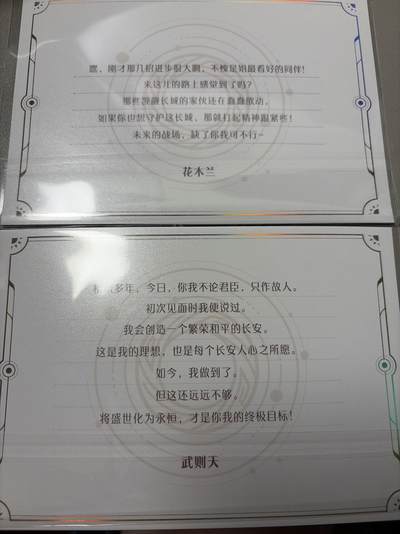 嘿，刚才那几招进步很大啊，不愧是姐最看好的同伴！
来这儿的路上感觉到了吗？
那些觊觎长城的家伙还在蠢蠢欲动。
如果你也想守护这长城，那就打起精神跟紧些！
未来的战场，缺了你我可不行~
花木兰
多年，今日，你我不论君臣，只作故人。
初次见面时我便说过。
我会创造一个繁荣和平的长安。
这是我的理想，也是每个长安人心之所愿。
如今，我做到了。
但这还远远不够。
将盛世化为永恒，才是你我的终极目标！
武则天